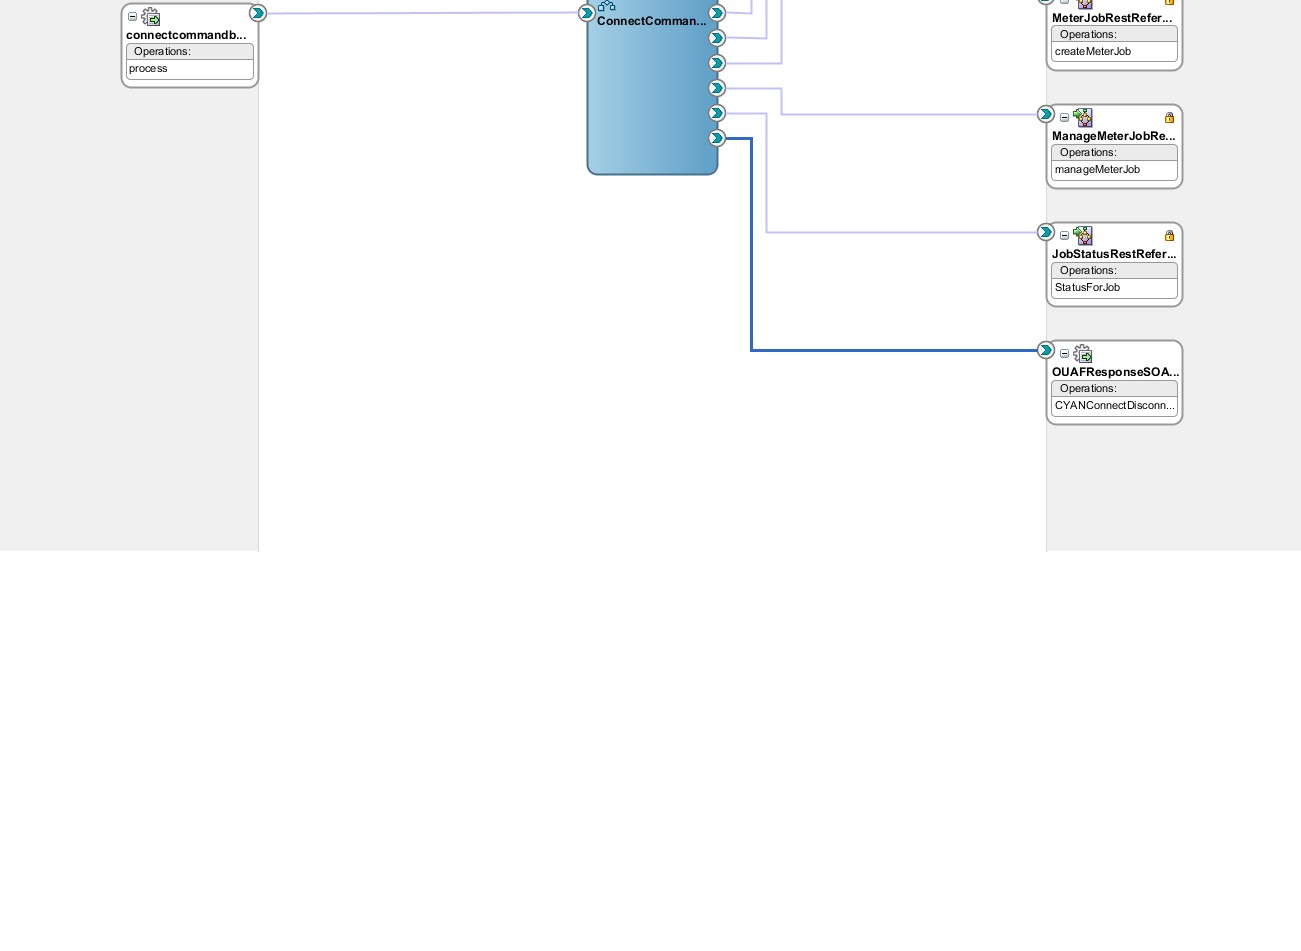 connectcommandb...
Operations:
process
ConnectComman...
MeterJobRestRefer...
Operations:
createMeterJob
ManageMeterJobRe...
Operations:
manageMeterJob
JobStatusRestRefer...
Operations:
StatusForJob
OUAFResponseSOA...
Operations:
CYANConnectDisconn...